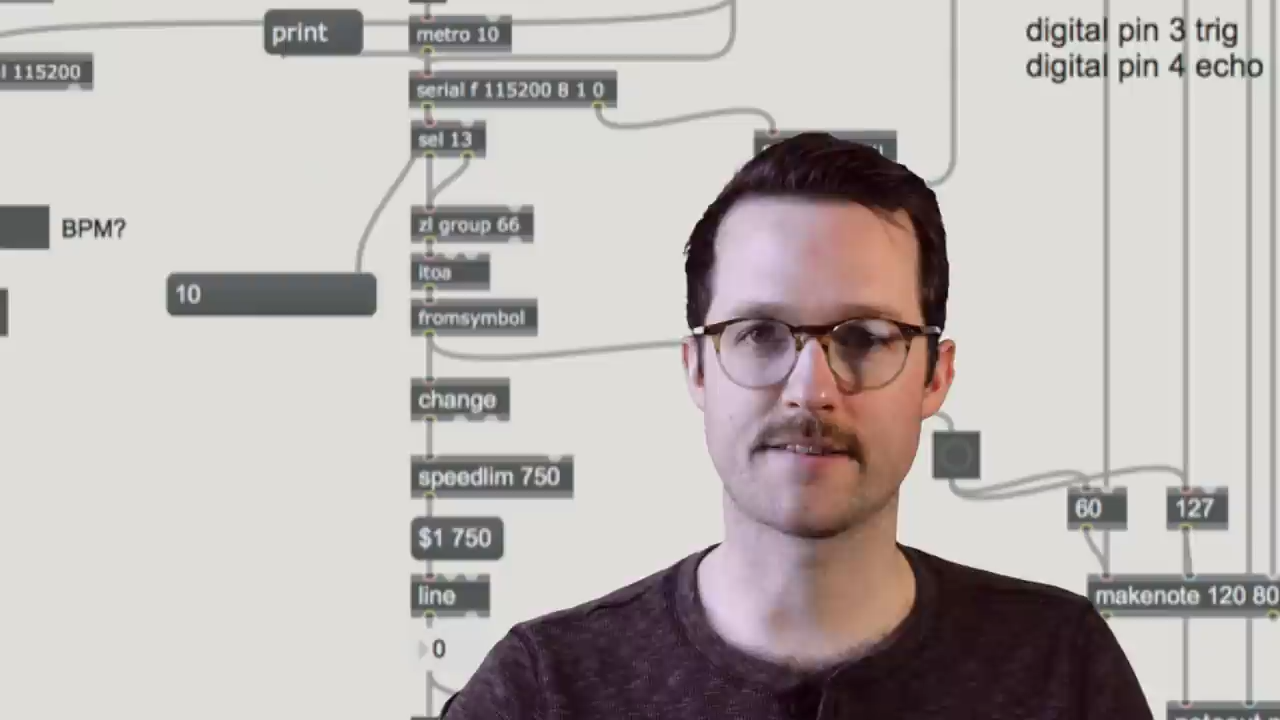 print
metro 10
digital pin 3 trig
digital pin 4 echo
l 115200
serial f 115200 8 1 0
sel 13
BPM?
zl group 66
itoa
10
fromsymbol
change
speedlim 750
60
127
$1 750
line
makenote 120 80
0